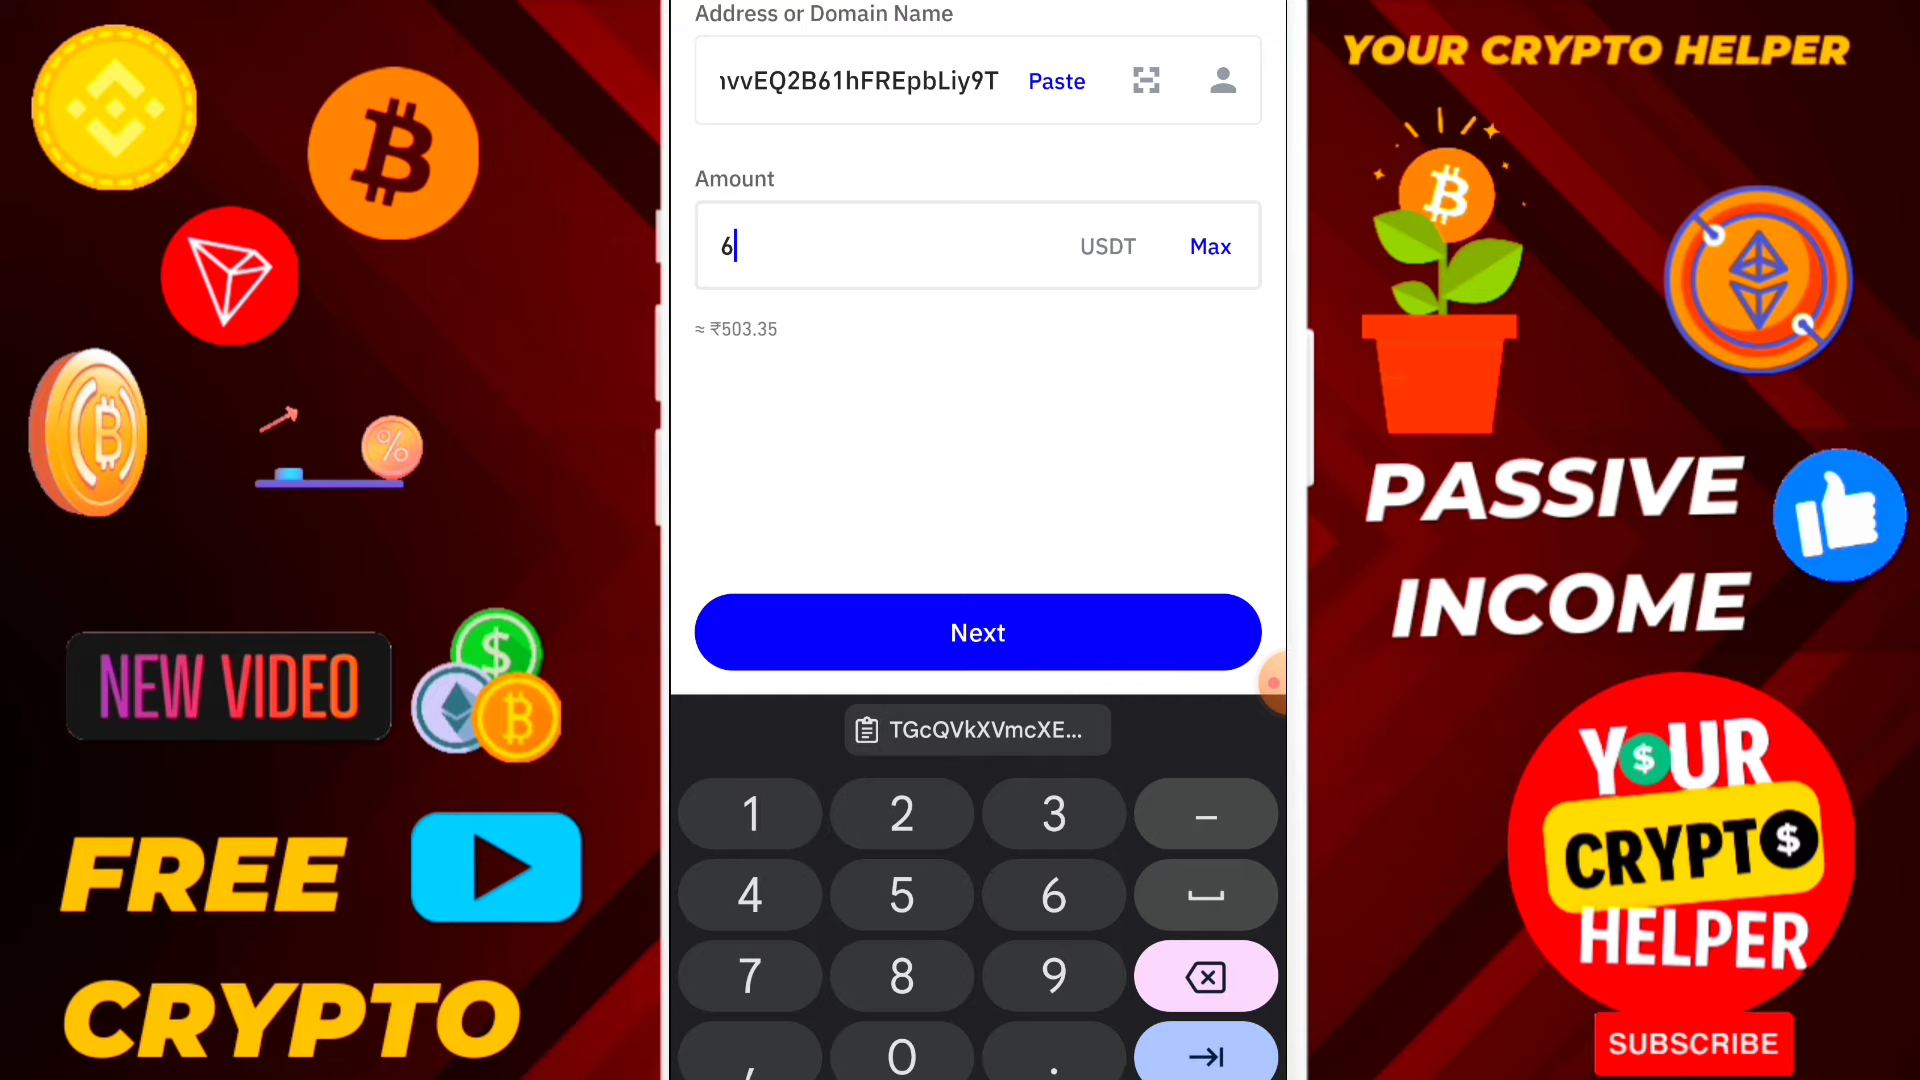 YOUR CRYPTO HELPER
Address or Domain Name
vvEQ2B61hFREpbLiy9T
Paste
Amount
6
USDT
Max
≈ ₹503.35
Next
TGcQVkXVmcXE...
1 2 3 –
4 5 6
7 8 9
, 0 .
NEW VIDEO
FREE
CRYPTO
PASSIVE
INCOME
YOUR
CRYPTO
HELPER
SUBSCRIBE